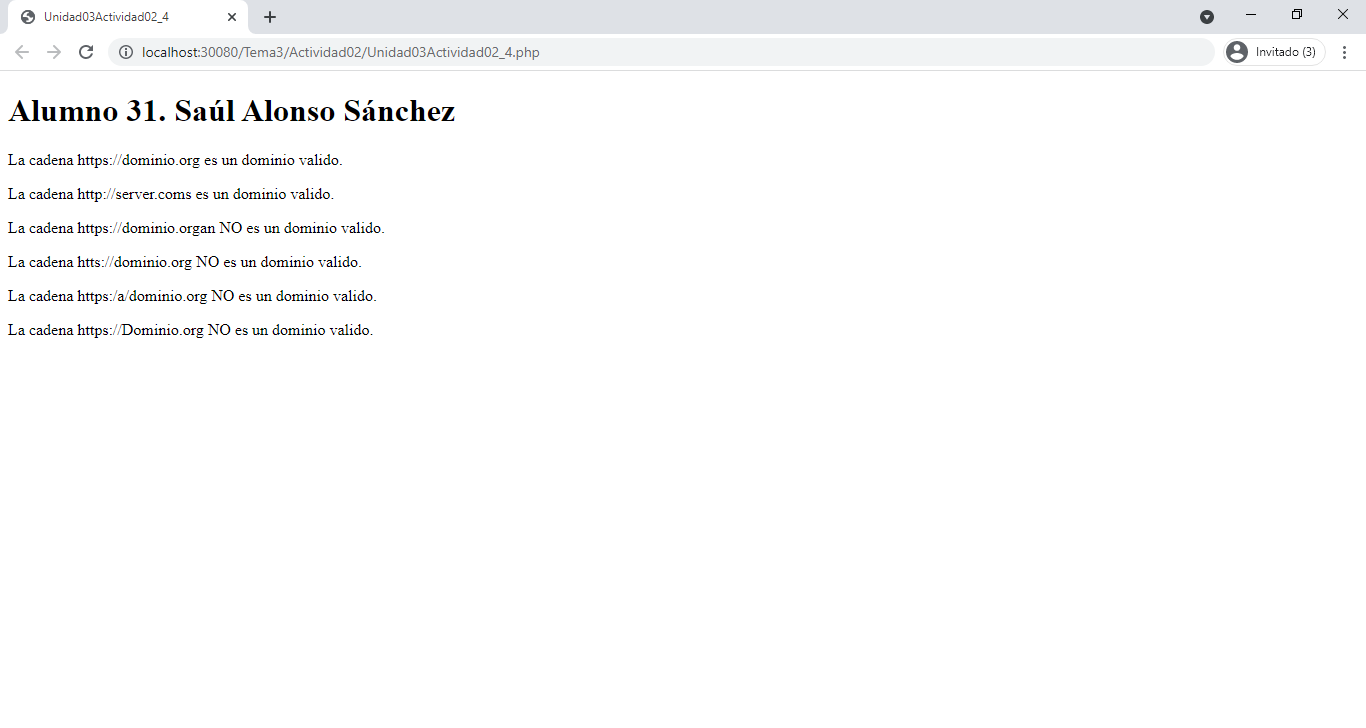 Unidad03Actividad02_4
localhost:30080/Tema3/Actividad02/Unidad03Actividad02_4.php
Invitado (3)
Alumno 31. Saúl Alonso Sánchez
La cadena https://dominio.org es un dominio valido.
La cadena http://server.coms es un dominio valido.
La cadena https://dominio.organ NO es un dominio valido.
La cadena htts://dominio.org NO es un dominio valido.
La cadena https:/a/dominio.org NO es un dominio valido.
La cadena https://Dominio.org NO es un dominio valido.